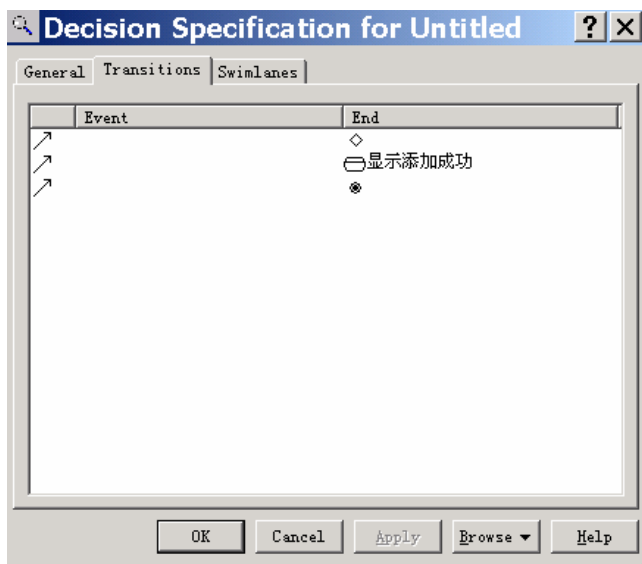 Decision Specification for Untitled
General Transitions Swimlanes
Event End
显示添加成功
OK Cancel Apply Browse Help